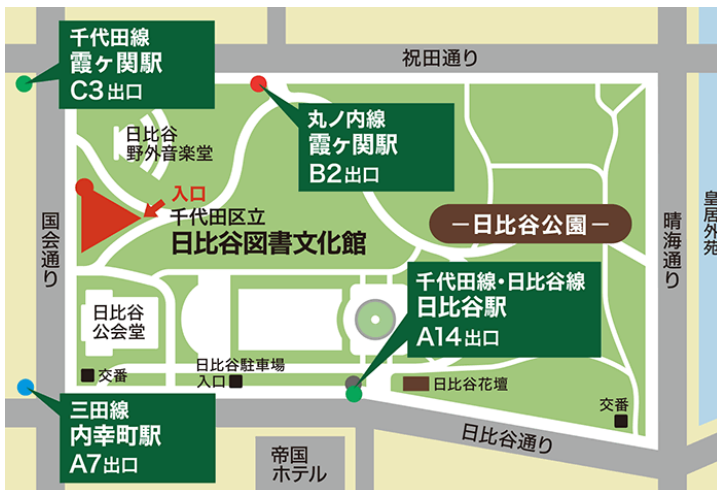 千代田線
霞ヶ関駅
C3出口
祝田通り
丸ノ内線
霞ヶ関駅
B2出口
日比谷
野外音楽堂
入口
千代田区立
日比谷図書文化館
国会通り
ー日比谷公園ー
晴海通り
皇居外苑
千代田線・日比谷線
日比谷駅
A14出口
日比谷
公会堂
交番
日比谷駐車場
入口
日比谷花壇
交番
三田線
内幸町駅
A7出口
日比谷通り
帝国
ホテル